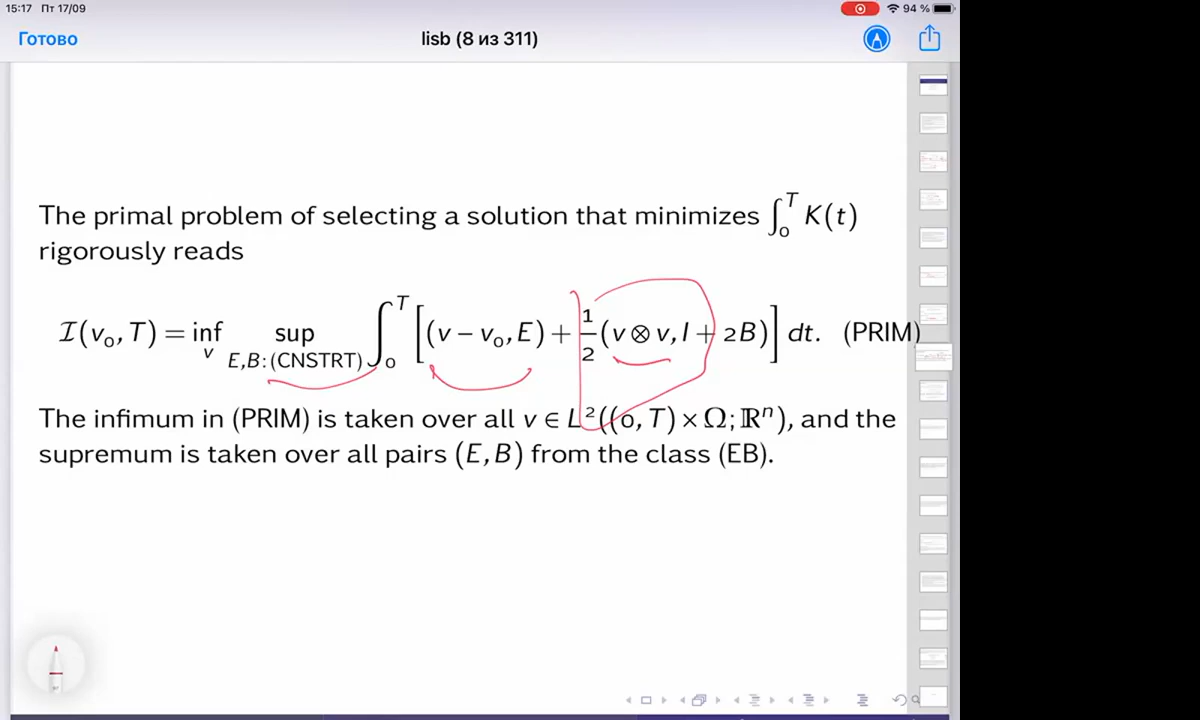 15:17 Пт 17/09 94 %
Готово lisb (8 из 311)
The primal problem of selecting a solution that minimizes ∫₀ᵀ K(t)
rigorously reads
I(v₀, T) = inf_v sup_{E,B:(CNSTRT)} ∫₀ᵀ [(v − v₀, E) + 1/2 (v ⊗ v, I + 2B)] dt. (PRIM)
The infimum in (PRIM) is taken over all v ∈ L²((0, T) × Ω; ℝⁿ), and the
supremum is taken over all pairs (E, B) from the class (EB).